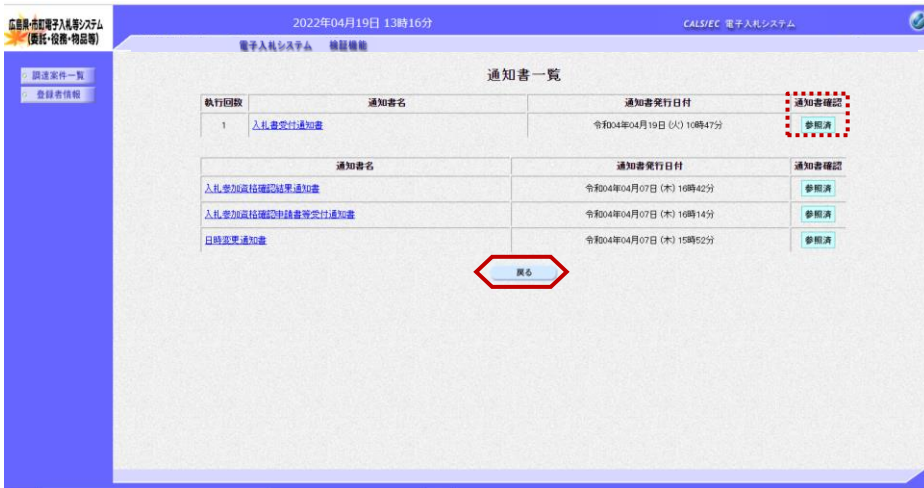 広島県・市町電子入札等システム
(委託・役務・物品等)
2022年04月19日 13時16分
CALS/EC 電子入札システム
電子入札システム 検証機能
調達案件一覧
登録者情報
通知書一覧
執行回数 通知書名 通知書発行日付 通知書確認
1 入札書受付通知書 令和04年04月19日 (火) 10時47分 参照済
通知書名 通知書発行日付 通知書確認
入札参加資格確認結果通知書 令和04年04月07日 (木) 16時42分 参照済
入札参加資格確認申請書等受付通知書 令和04年04月07日 (木) 16時14分 参照済
日時変更通知書 令和04年04月07日 (木) 15時52分 参照済
戻る